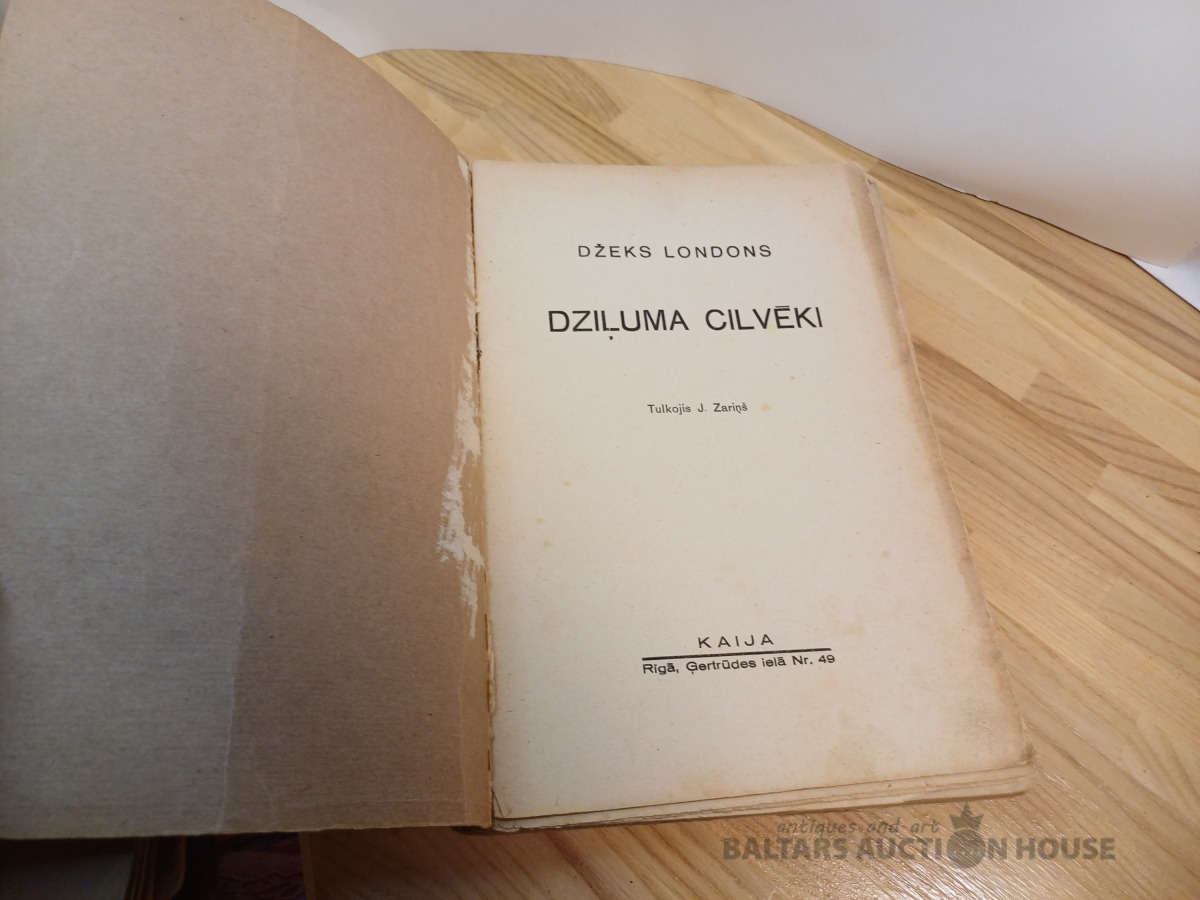 DŽEKS LONDONS
DZIĻUMA CILVĒKI
Tulkojis J. Zariņš
KAIJA
Rīgā, Ģertrūdes ielā Nr. 49
antiques and art
BALTARS AUCTION HOUSE